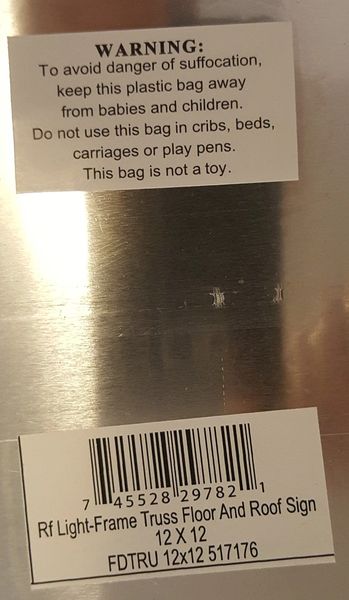 WARNING:
To avoid danger of suffocation,
keep this plastic bag away
from babies and children.
Do not use this bag in cribs, beds,
carriages or play pens.
This bag is not a toy.
7 45528 29782 1
Rf Light-Frame Truss Floor And Roof Sign
12 X 12
FDTRU 12x12 517176